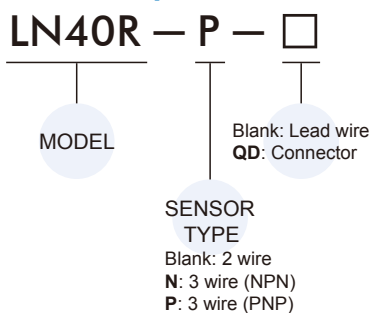 LN40R — P — □
MODEL
Blank: Lead wire
QD: Connector
SENSOR
TYPE
Blank: 2 wire
N: 3 wire (NPN)
P: 3 wire (PNP)